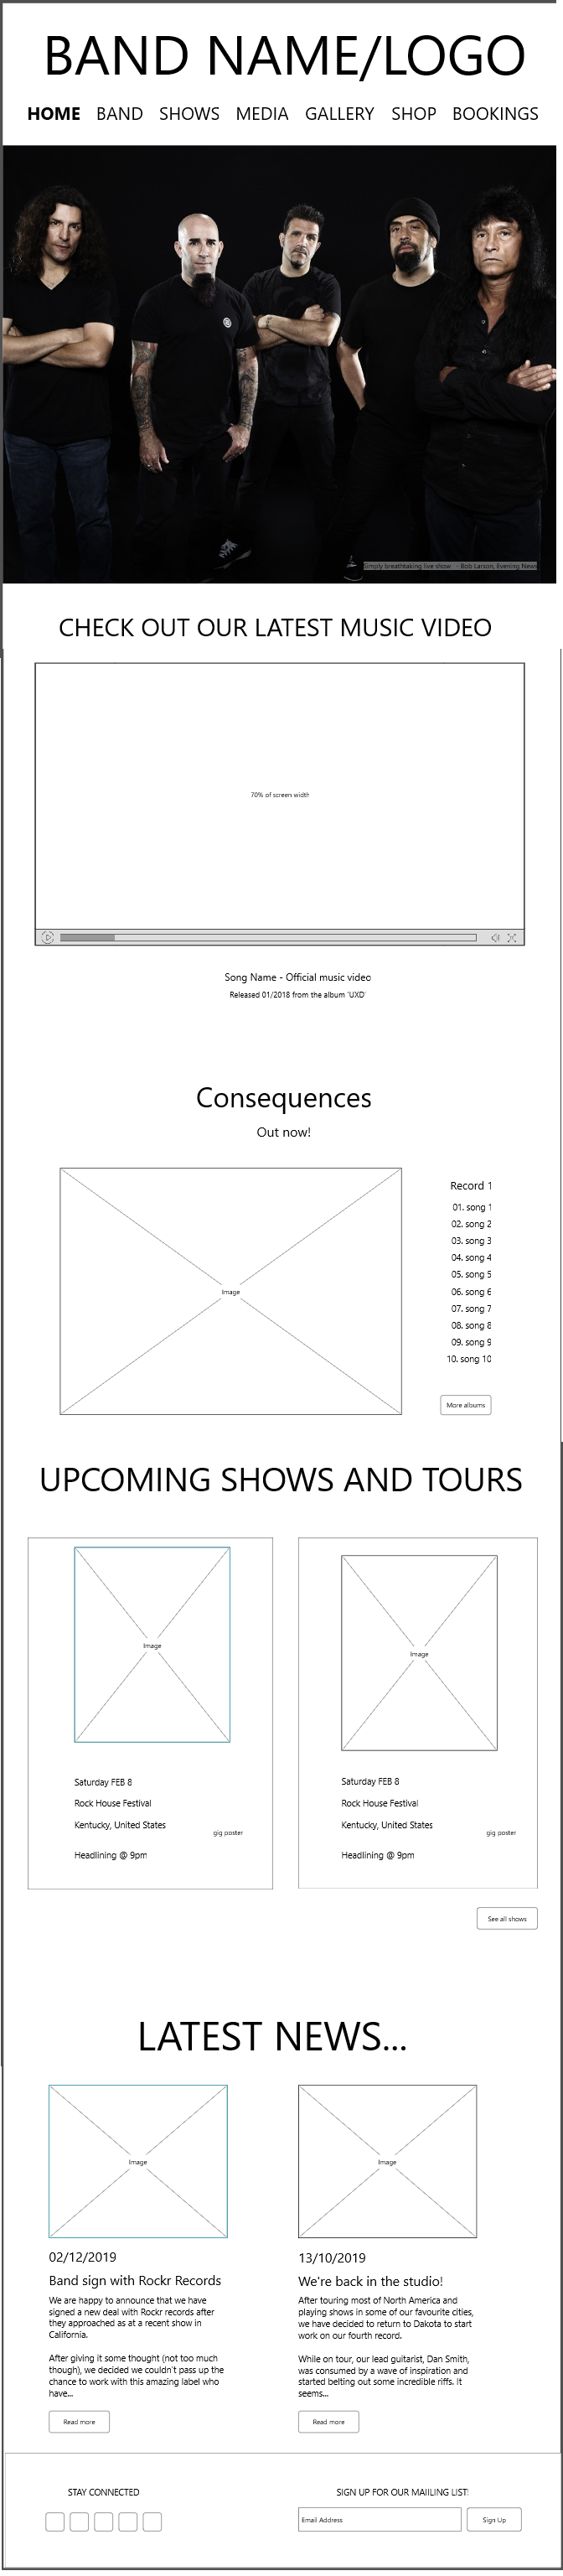 BAND NAME/LOGO
HOME BAND SHOWS MEDIA GALLERY SHOP BOOKINGS
Simply breathtaking live show - Bob Larson, Evening News
CHECK OUT OUR LATEST MUSIC VIDEO
70% of screen width
Song Name - Official music video
Released 01/2018 from the album 'UXD'
Consequences
Out now!
Image
Record 1
01. song 1
02. song 2
03. song 3
04. song 4
05. song 5
06. song 6
07. song 7
08. song 8
09. song 9
10. song 10
More albums
UPCOMING SHOWS AND TOURS
Image
Saturday FEB 8
Rock House Festival
Kentucky, United States
gig poster
Headlining @ 9pm
Image
Saturday FEB 8
Rock House Festival
Kentucky, United States
gig poster
Headlining @ 9pm
See all shows
LATEST NEWS...
Image
02/12/2019
Band sign with Rockr Records
We are happy to announce that we have
signed a new deal with Rockr records after
they approached as at a recent show in
California.
After giving it some thought (not too much
though), we decided we couldn't pass up the
chance to work with this amazing label who
have...
Read more
Image
13/10/2019
We're back in the studio!
After touring most of North America and
playing shows in some of our favourite cities,
we have decided to return to Dakota to start
work on our fourth record.
While on tour, our lead guitarist, Dan Smith,
was consumed by a wave of inspiration and
started belting out some incredible riffs. It
seems...
Read more
STAY CONNECTED
SIGN UP FOR OUR MAIILING LIST!
Email Address
Sign Up